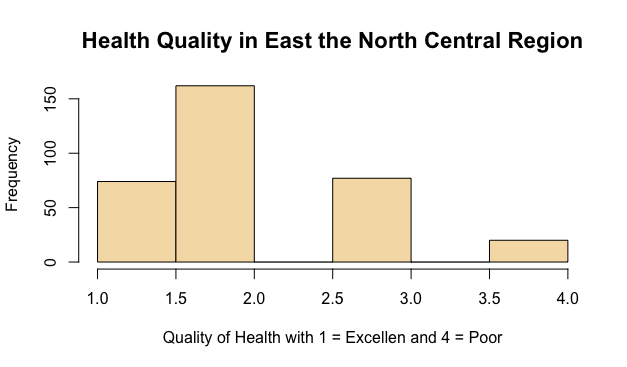 Health Quality in East the North Central Region
Frequency
150
100
50
0
1.0 1.5 2.0 2.5 3.0 3.5 4.0
Quality of Health with 1 = Excellen and 4 = Poor